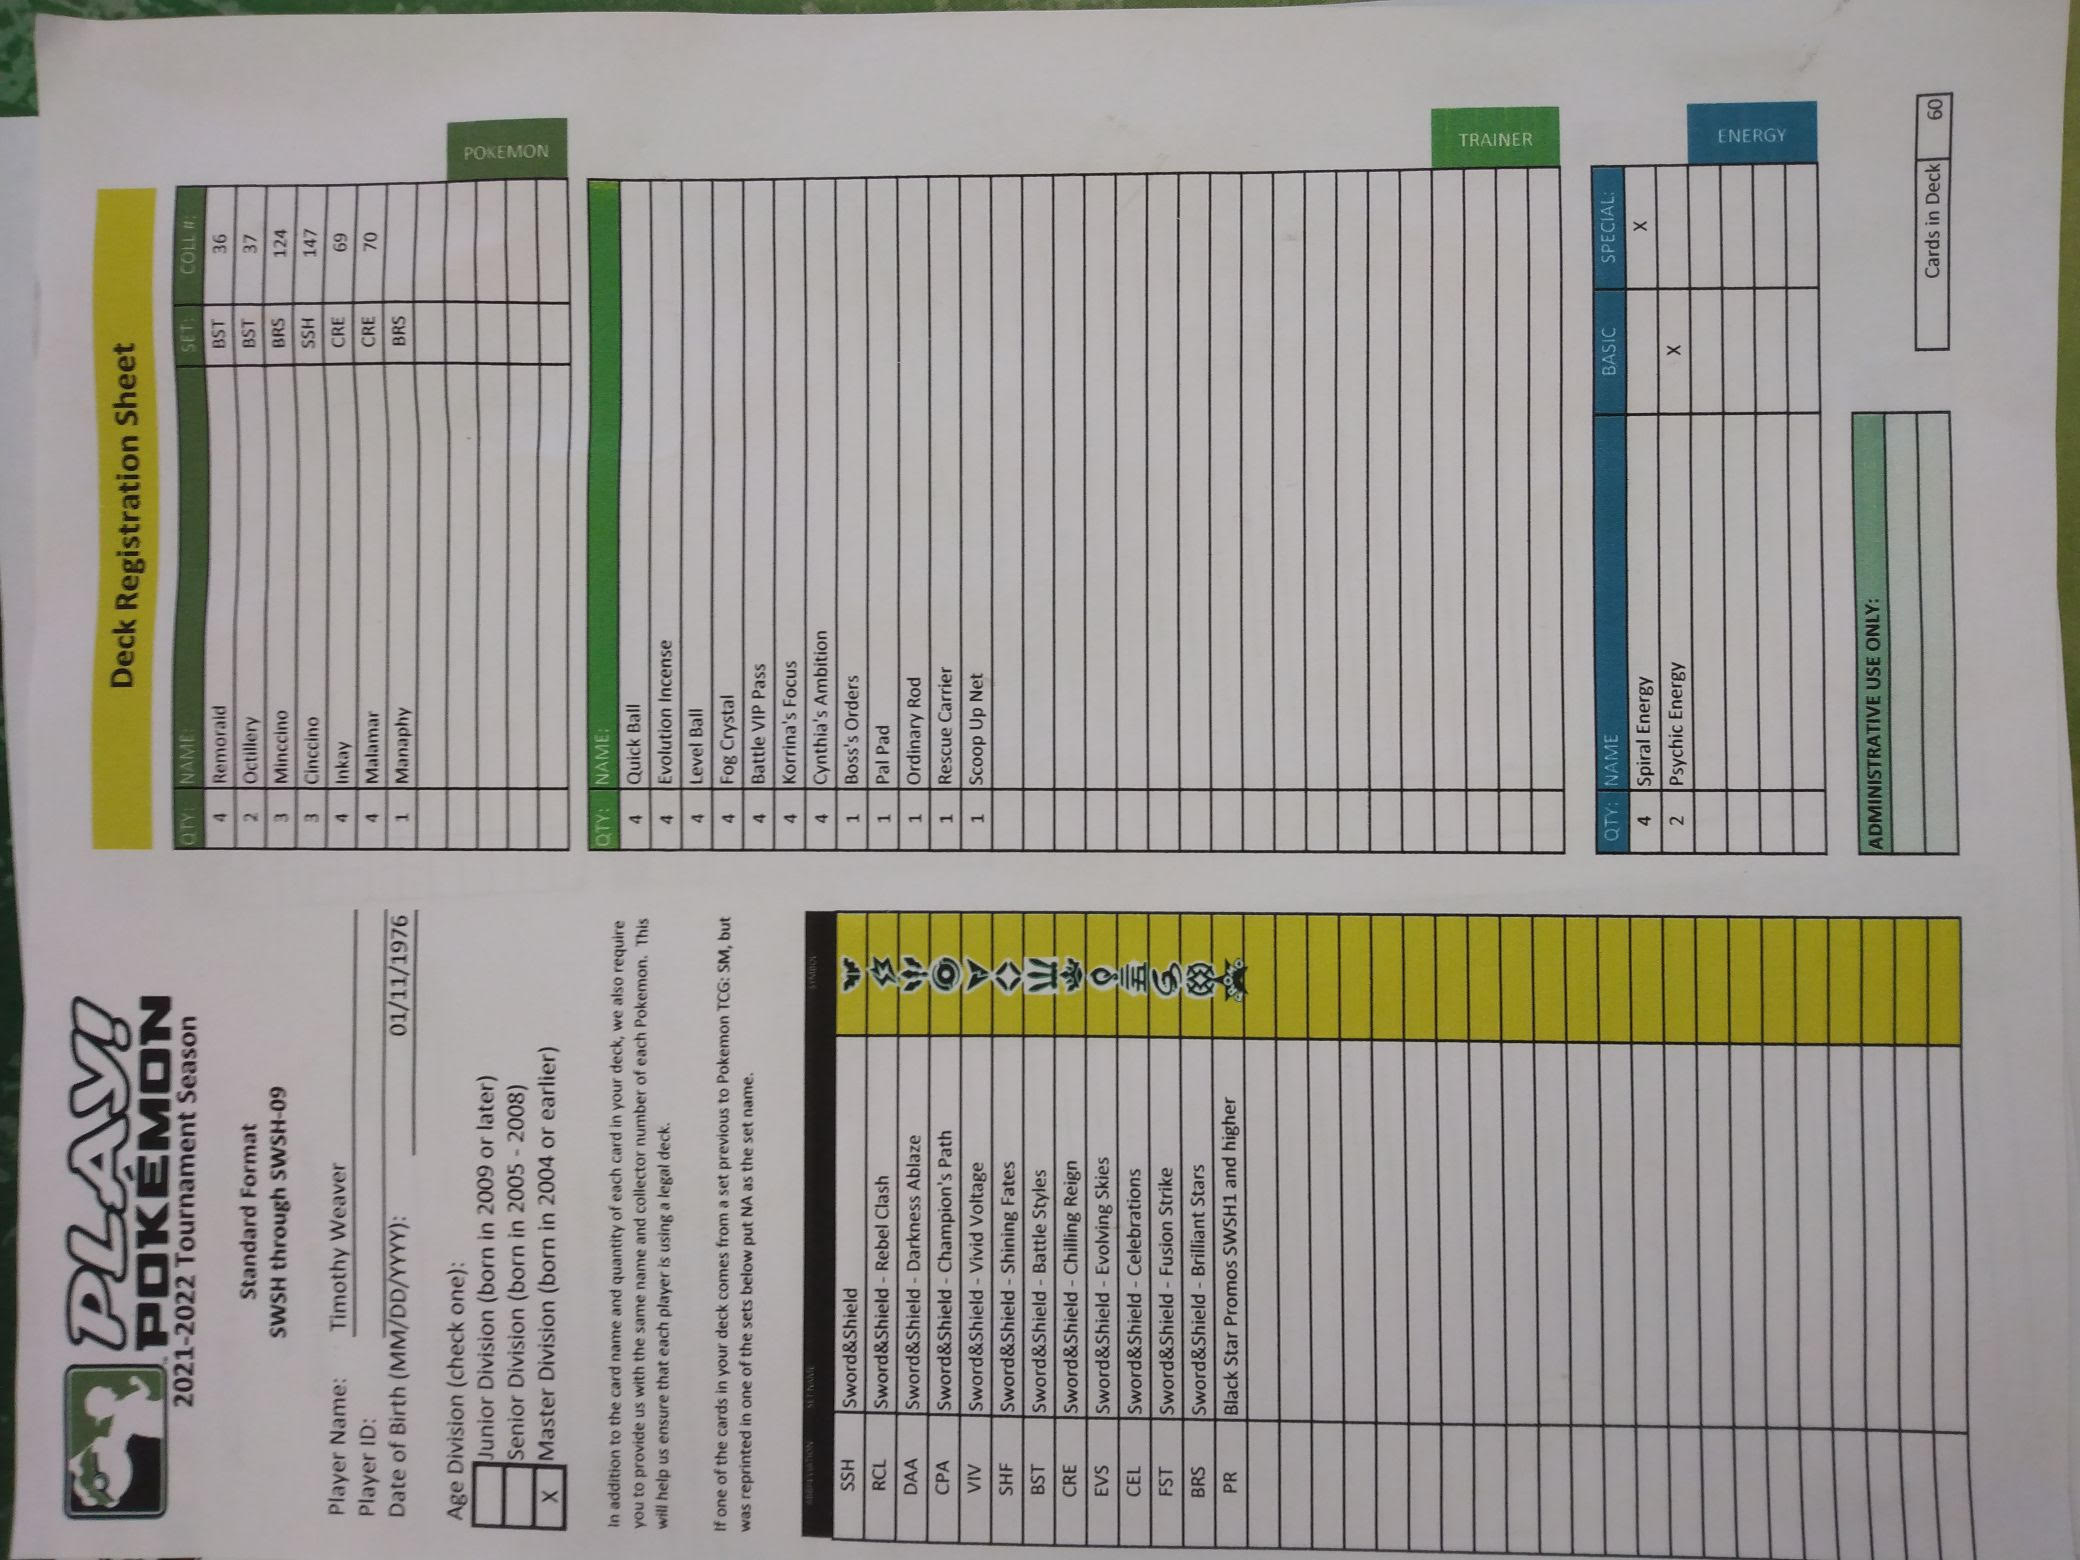 PLAY!
POKÉMON
2021-2022 Tournament Season
Standard Format
SWSH through SWSH-09
Player Name: Timothy Weaver
Player ID:
Date of Birth (MM/DD/YYYY): 01/11/1976
Age Division (check one):
Junior Division (born in 2009 or later)
Senior Division (born in 2005 - 2008)
X Master Division (born in 2004 or earlier)
In addition to the card name and quantity of each card in your deck, we also require
you to provide us with the same name and collector number of each Pokemon. This
will help us ensure that each player is using a legal deck.
If one of the cards in your deck comes from a set previous to Pokemon TCG: SM, but
was reprinted in one of the sets below put NA as the set name.
ABBREVIATION SET NAME SYMBOL
SSH Sword&Shield
RCL Sword&Shield - Rebel Clash
DAA Sword&Shield - Darkness Ablaze
CPA Sword&Shield - Champion's Path
VIV Sword&Shield - Vivid Voltage
SHF Sword&Shield - Shining Fates
BST Sword&Shield - Battle Styles
CRE Sword&Shield - Chilling Reign
EVS Sword&Shield - Evolving Skies
CEL Sword&Shield - Celebrations
FST Sword&Shield - Fusion Strike
BRS Sword&Shield - Brilliant Stars
PR Black Star Promos SWSH1 and higher
PROMO
Deck Registration Sheet
QTY: NAME: SET: COLL #:
4 Remoraid BST 36
2 Octillery BST 37
3 Minccino BRS 124
3 Cinccino SSH 147
4 Inkay CRE 69
4 Malamar CRE 70
1 Manaphy BRS
POKEMON
QTY: NAME:
4 Quick Ball
4 Evolution Incense
4 Level Ball
4 Fog Crystal
4 Battle VIP Pass
4 Korrina's Focus
4 Cynthia's Ambition
1 Boss's Orders
1 Pal Pad
1 Ordinary Rod
1 Rescue Carrier
1 Scoop Up Net
TRAINER
QTY: NAME BASIC SPECIAL:
4 Spiral Energy X
2 Psychic Energy X
ENERGY
ADMINISTRATIVE USE ONLY:
Cards in Deck 60